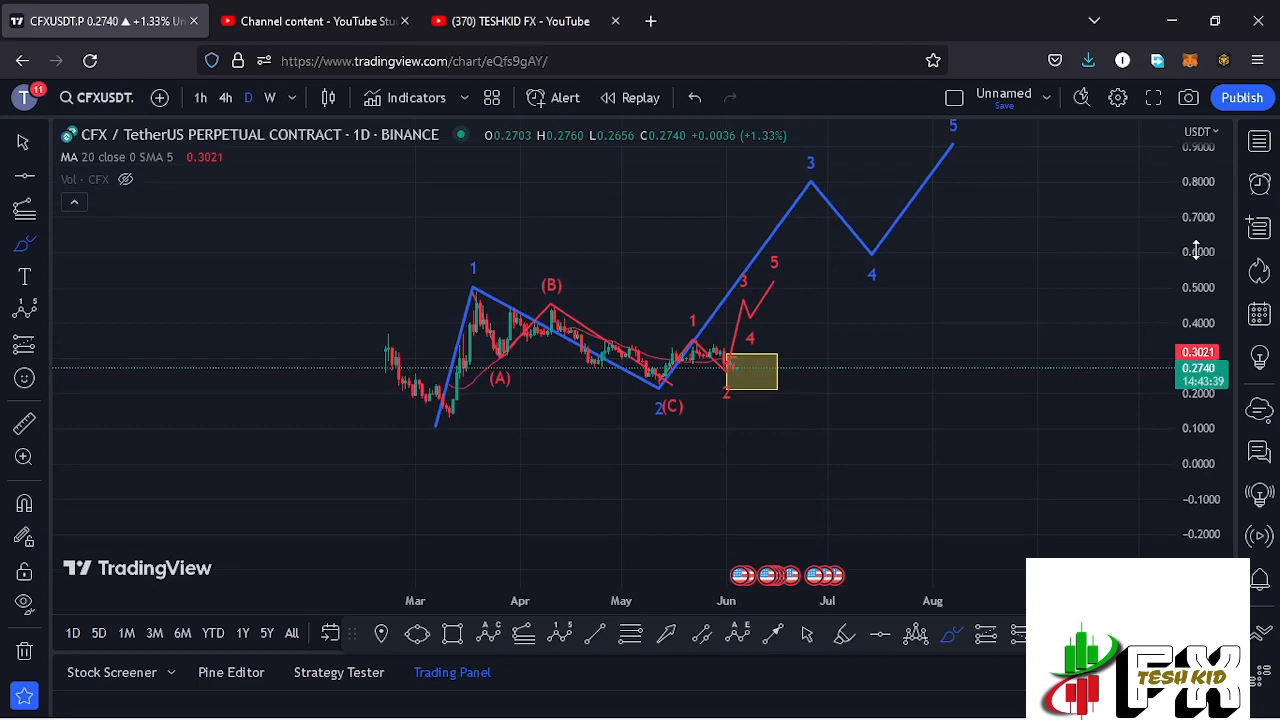 CFXUSDT.P 0.2740 ▲ +1.33% Un
Channel content - YouTube Stu
(370) TESHKID FX - YouTube
https://www.tradingview.com/chart/eQfs9gAY/
T
11
CFXUSDT.
1h
4h
D
W
Indicators
Alert
Replay
Unnamed
Save
Publish
CFX / TetherUS PERPETUAL CONTRACT · 1D · BINANCE
O0.2703 H0.2760 L0.2656 C0.2740 +0.0036 (+1.33%)
MA 20 close 0 SMA 5 0.3021
Vol · CFX
USDT
0.9000
0.8000
0.7000
0.6000
0.5000
0.4000
0.3021
0.2740
14:43:39
0.2000
0.1000
0.0000
−0.1000
−0.2000
5
3
1
(B)
5
4
3
1
4
(A)
2
2
(C)
TradingView
Mar
Apr
May
Jun
Jul
Aug
1D
5D
1M
3M
6M
YTD
1Y
5Y
All
Stock Screener
Pine Editor
Strategy Teste
Trading Panel
FX
TESH KID